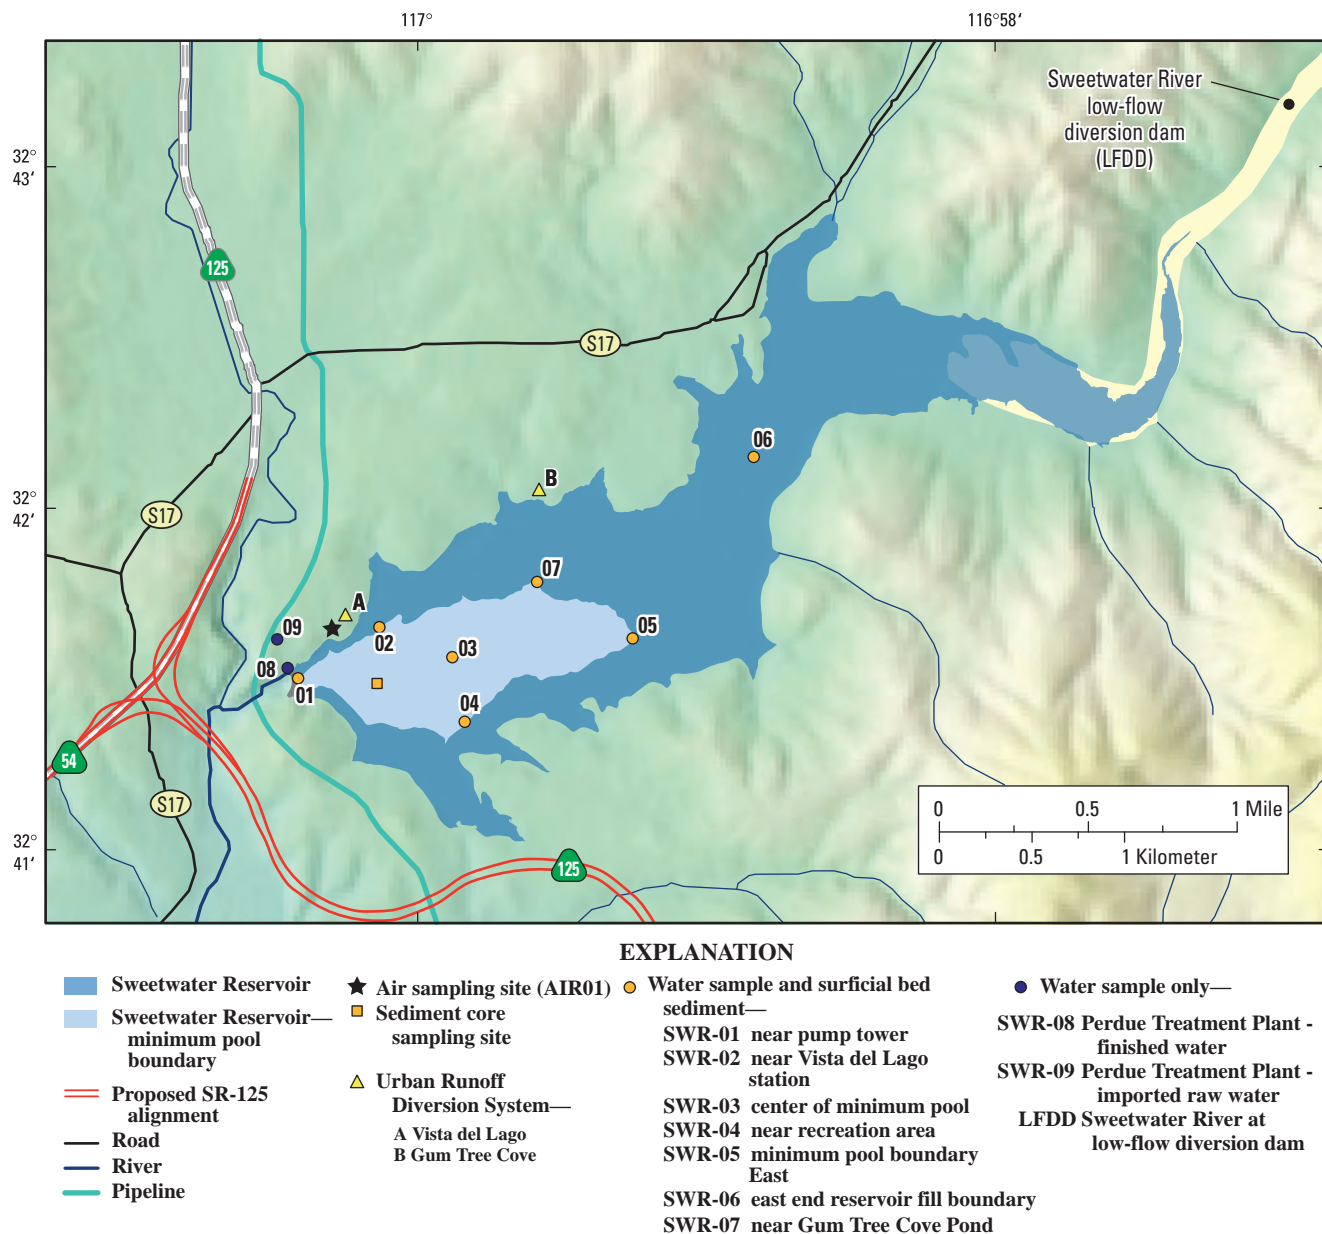 117°
116°58'
Sweetwater River
low-flow
diversion dam
(LFDD)
32°
43'
125
S17
06
B
32°
42'
S17
07
A
09
02
05
03
08
01
04
54
S17
0 0.5 1 Mile
0 0.5 1 Kilometer
32°
41'
125
EXPLANATION
Sweetwater Reservoir
Sweetwater Reservoir—
minimum pool
boundary
Proposed SR-125
alignment
Road
River
Pipeline
Air sampling site (AIR01)
Sediment core
sampling site
Urban Runoff
Diversion System—
A Vista del Lago
B Gum Tree Cove
Water sample and surficial bed
sediment—
SWR-01 near pump tower
SWR-02 near Vista del Lago
station
SWR-03 center of minimum pool
SWR-04 near recreation area
SWR-05 minimum pool boundary
East
SWR-06 east end reservoir fill boundary
SWR-07 near Gum Tree Cove Pond
Water sample only—
SWR-08 Perdue Treatment Plant -
finished water
SWR-09 Perdue Treatment Plant -
imported raw water
LFDD Sweetwater River at
low-flow diversion dam